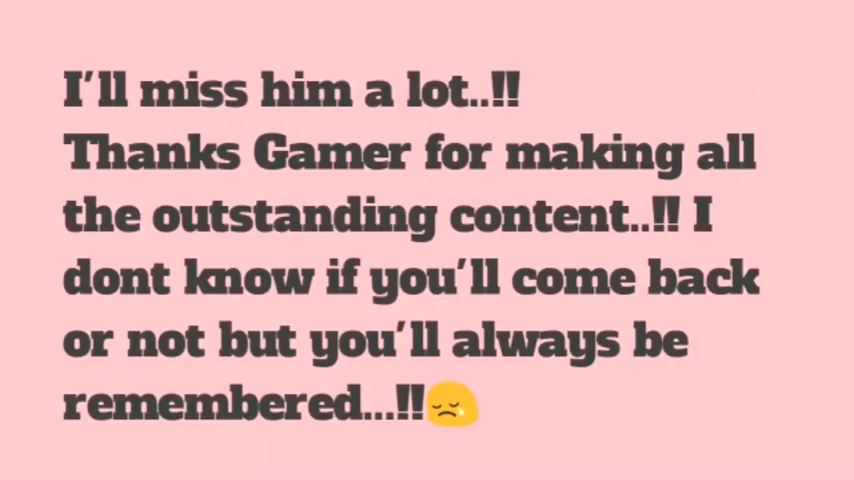 I'll miss him a lot..!!
Thanks Gamer for making all
the outstanding content..!! I
dont know if you'll come back
or not but you'll always be
remembered...!!😢